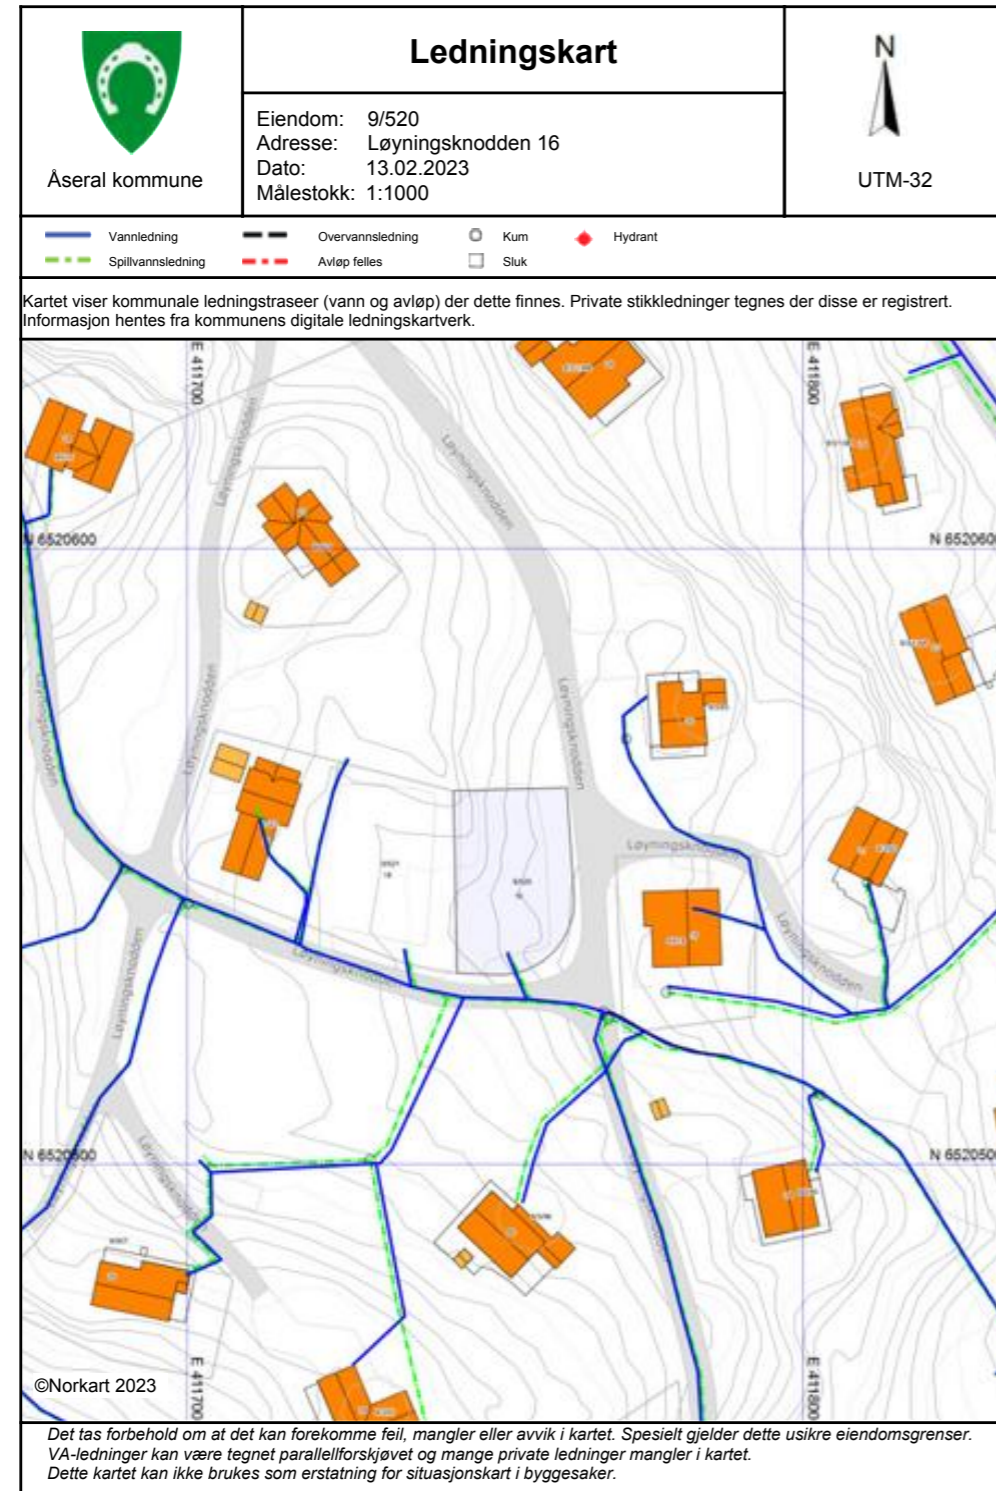 Ledningskart
Åseral kommune
Eiendom: 9/520
Adresse: Løyningsknodden 16
Dato: 13.02.2023
Målestokk: 1:1000
N
UTM-32
Vannledning
Overvannsledning
Kum
Hydrant
Spillvannsledning
Avløp felles
Sluk
Kartet viser kommunale ledningstraseer (vann og avløp) der dette finnes. Private stikkledninger tegnes der disse er registrert.
Informasjon hentes fra kommunens digitale ledningskartverk.
E 411700
E 411800
Løyningsknodden
Løyningsknodden
N 6520600
N 6520600
Løyningsknodden
Løyningsknodden
Løyningsknodden
Løyningsknodden
Løyningsknodden
Løyningsknodden
Løyningsknodden
N 6520500
N 6520500
Løyningsknodden
E 411700
E 411800
©Norkart 2023
Det tas forbehold om at det kan forekomme feil, mangler eller avvik i kartet. Spesielt gjelder dette usikre eiendomsgrenser.
VA-ledninger kan være tegnet parallellforskjøvet og mange private ledninger mangler i kartet.
Dette kartet kan ikke brukes som erstatning for situasjonskart i byggesaker.